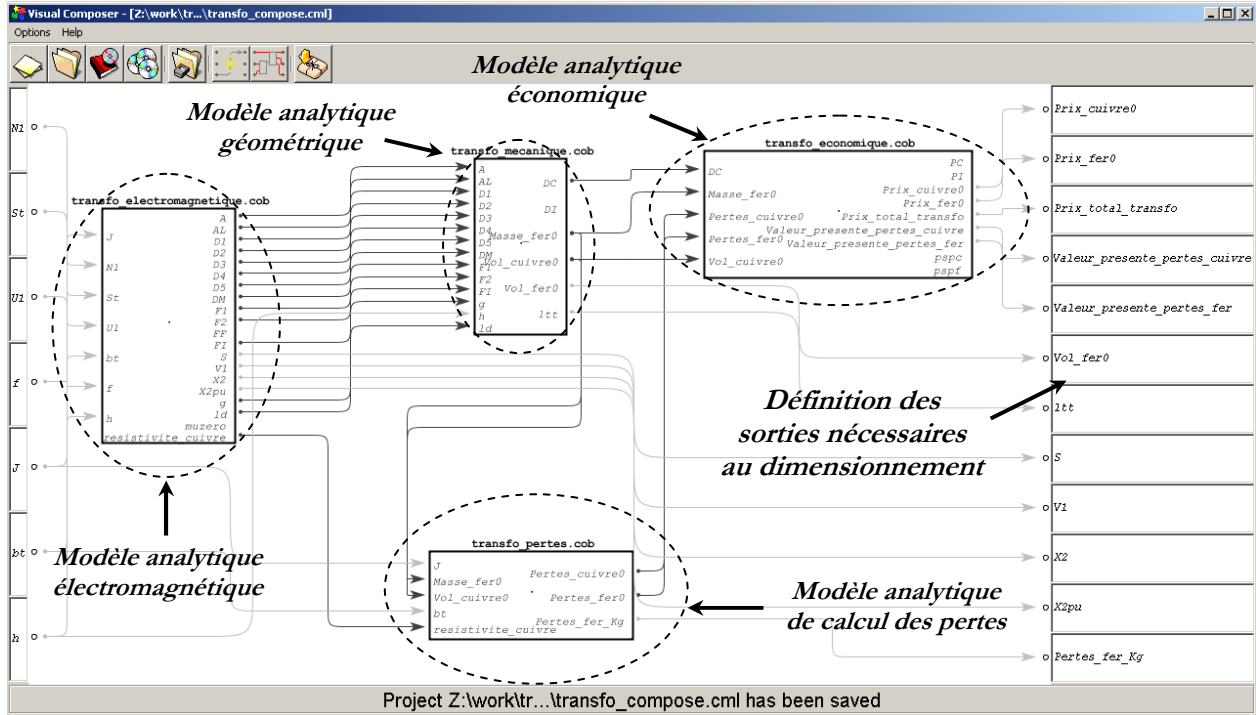 Visual Composer - [Z:\work\tr...\transfo_compose.cml]
Options Help
Modèle analytique
économique
Modèle analytique
géométrique
N1
St
U1
f
J
bt
h
transfo_electromagnetique.cob
J
N1
St
U1
bt
f
h
A
AL
D1
D2
D3
D4
D5
DM
F1
F2
FF
FI
S
V1
X2
X2pu
g
ld
muzero
resistivite_cuivre
Modèle analytique
électromagnétique
transfo_mecanique.cob
A
AL
D1
D2
D3
D4
D5
DM
F1
F2
FI
g
h
ld
DC
DI
Masse_fer0
Vol_cuivre0
Vol_fer0
ltt
transfo_economique.cob
DC
Masse_fer0
Pertes_cuivre0
Pertes_fer0
Vol_cuivre0
PC
PI
Prix_cuivre0
Prix_fer0
Prix_total_transfo
Valeur_presente_pertes_cuivre
Valeur_presente_pertes_fer
pspc
pspf
transfo_pertes.cob
J
Masse_fer0
Vol_cuivre0
bt
resistivite_cuivre
Pertes_cuivre0
Pertes_fer0
Pertes_fer_Kg
Modèle analytique
de calcul des pertes
Définition des
sorties nécessaires
au dimensionnement
Prix_cuivre0
Prix_fer0
Prix_total_transfo
Valeur_presente_pertes_cuivre
Valeur_presente_pertes_fer
Vol_fer0
ltt
S
V1
X2
X2pu
Pertes_fer_Kg
Project Z:\work\tr...\transfo_compose.cml has been saved